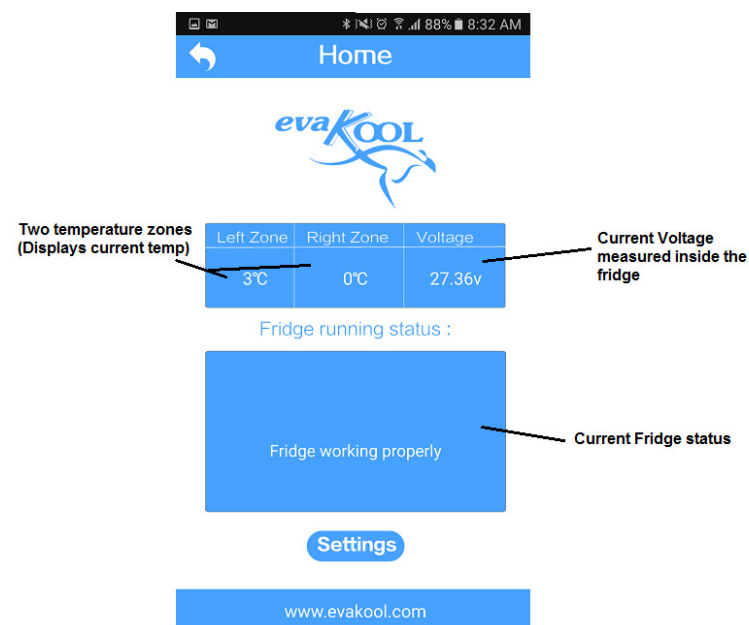 88% 8:32 AM
Home
evaKOOL
Two temperature zones
(Displays current temp)
Left Zone Right Zone Voltage
3℃ 0℃ 27.36v
Current Voltage
measured inside the
fridge
Fridge running status :
Fridge working properly
Current Fridge status
Settings
www.evakool.com